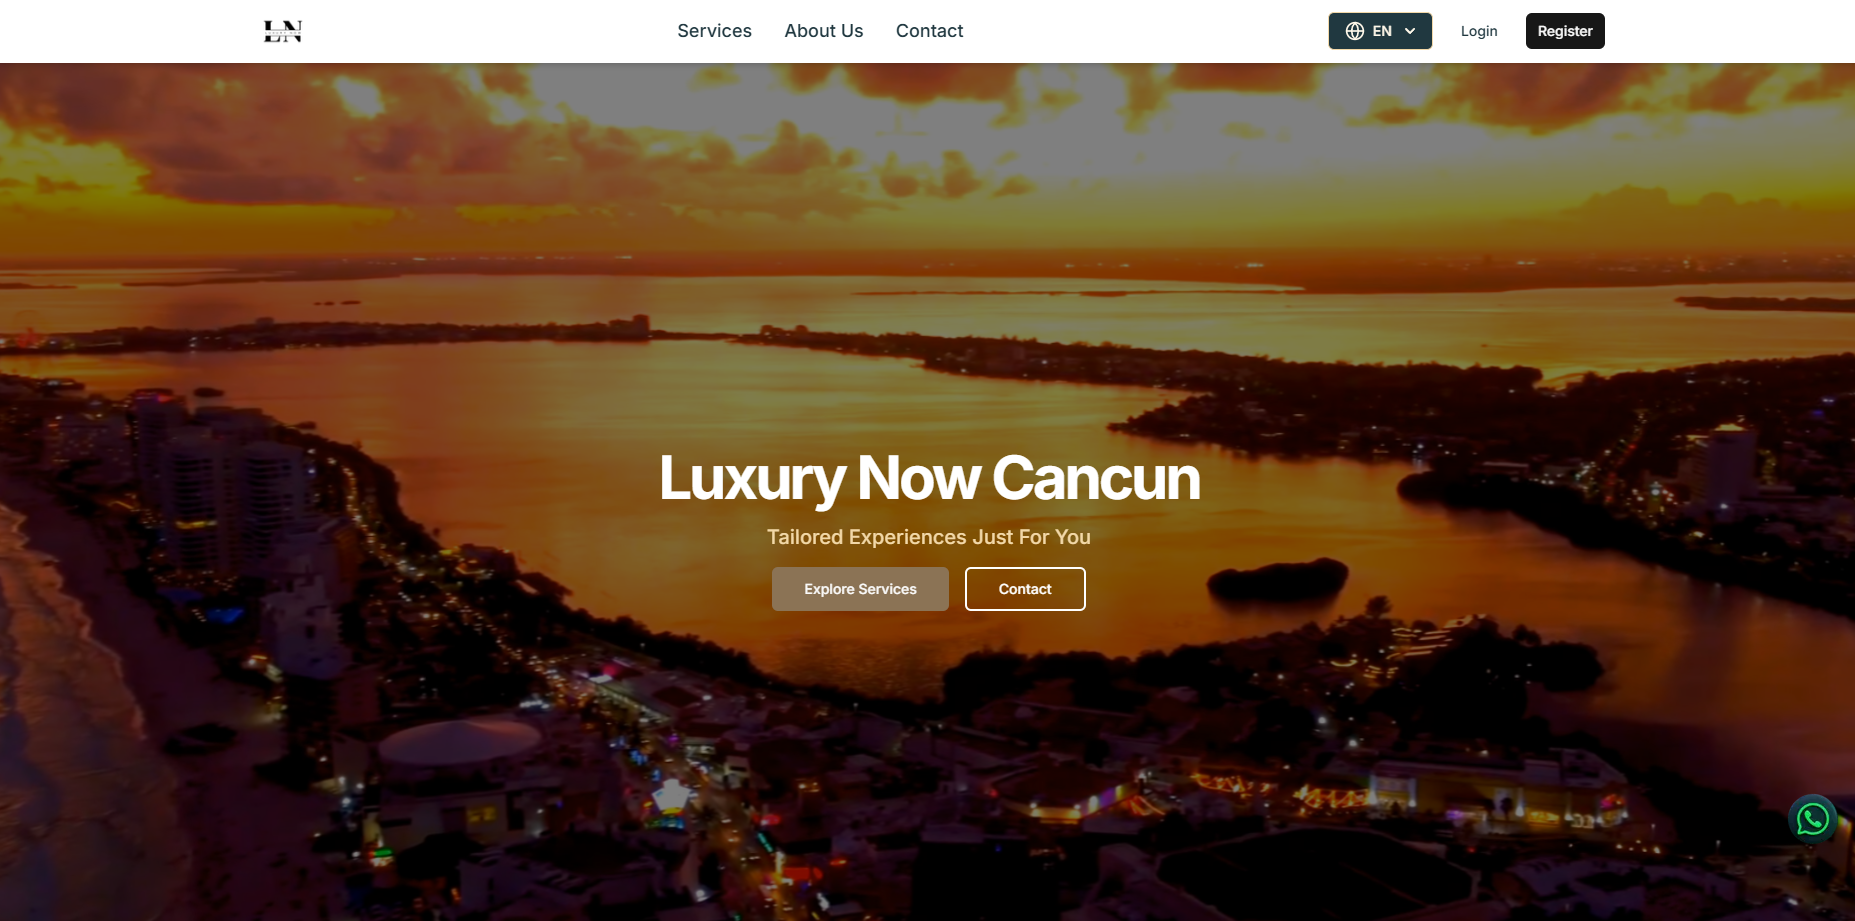 LN
Services
About Us
Contact
EN
Login
Register
Luxury Now Cancun
Tailored Experiences Just For You
Explore Services
Contact